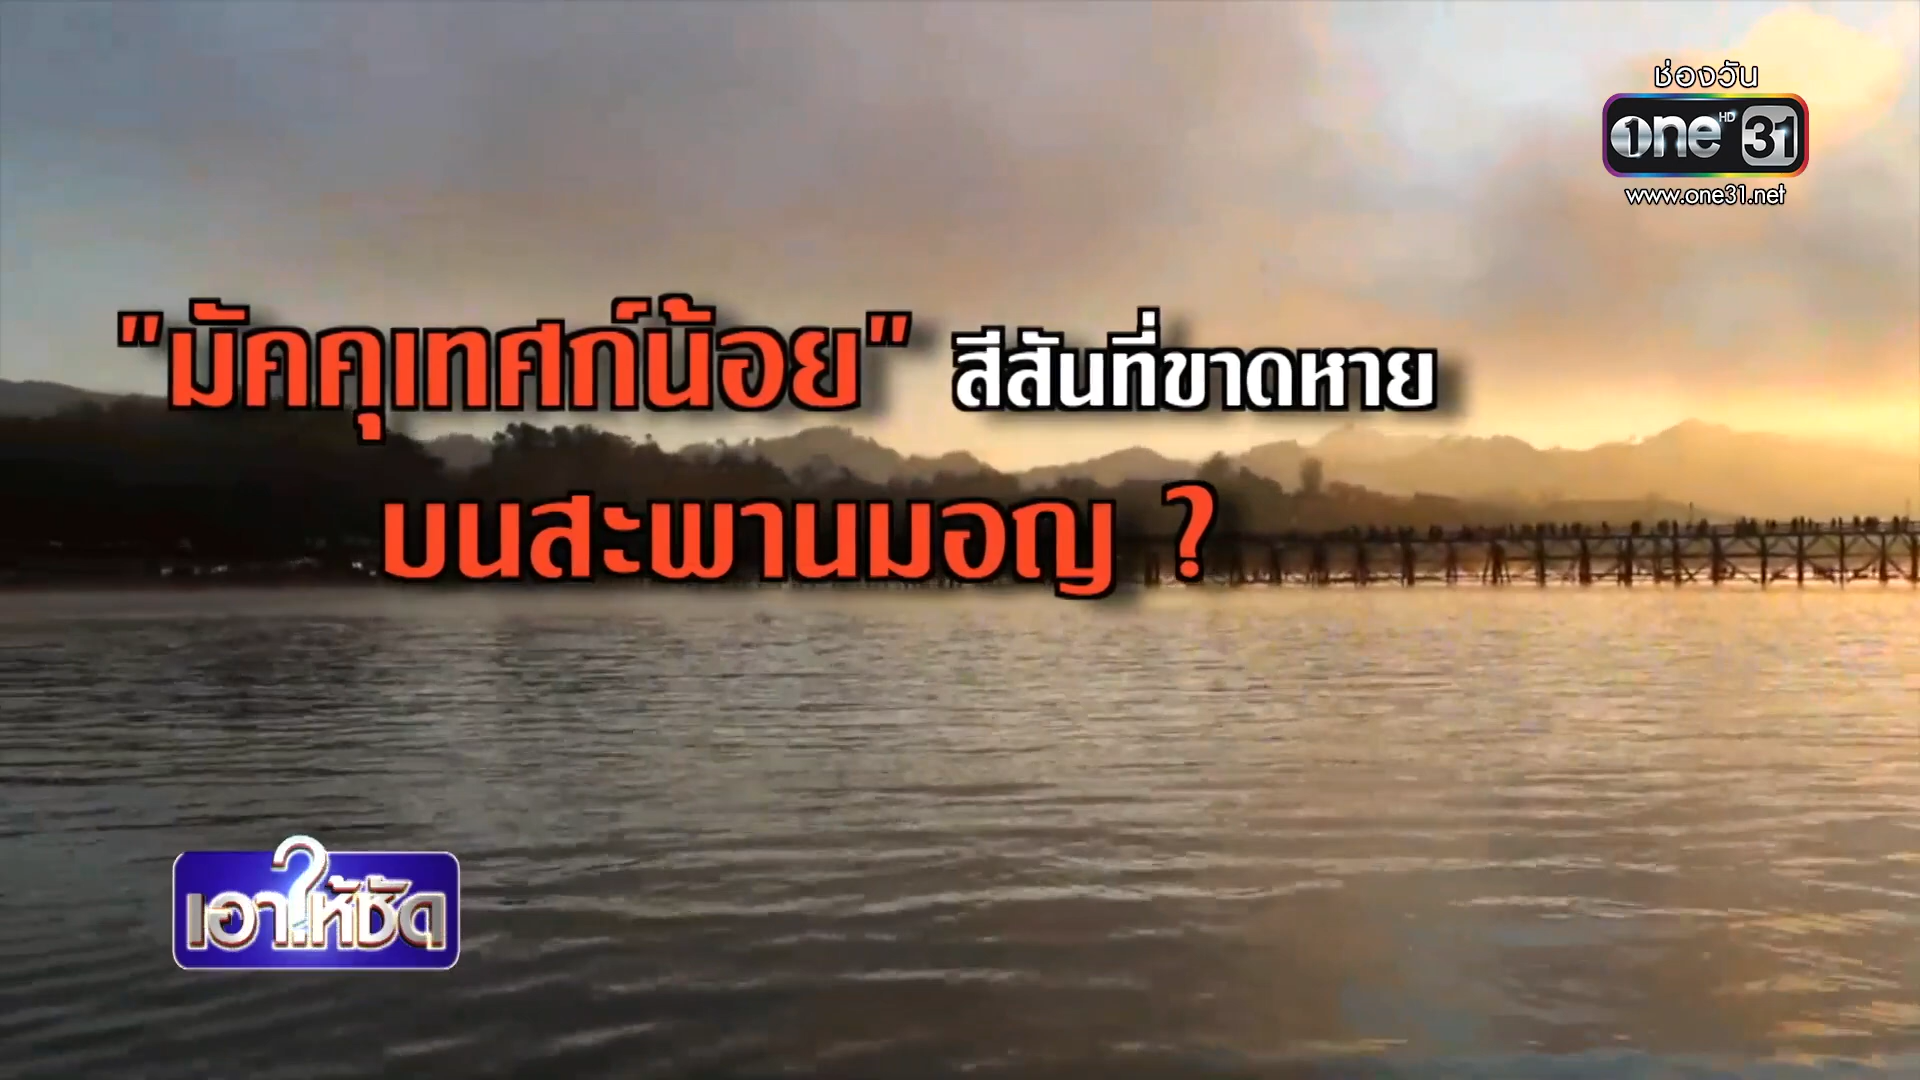 ช่องวัน
one HD 31
www.one31.net
"มัคคุเทศก์น้อย" สีสันที่ขาดหาย
บนสะพานมอญ ?
เอาให้ชัด?